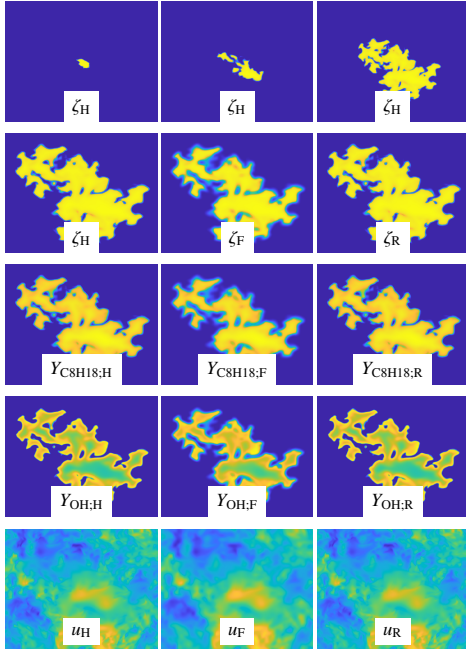 ζH ζH ζH
ζH ζF ζR
YC8H18;H YC8H18;F YC8H18;R
YOH;H YOH;F YOH;R
uH uF uR